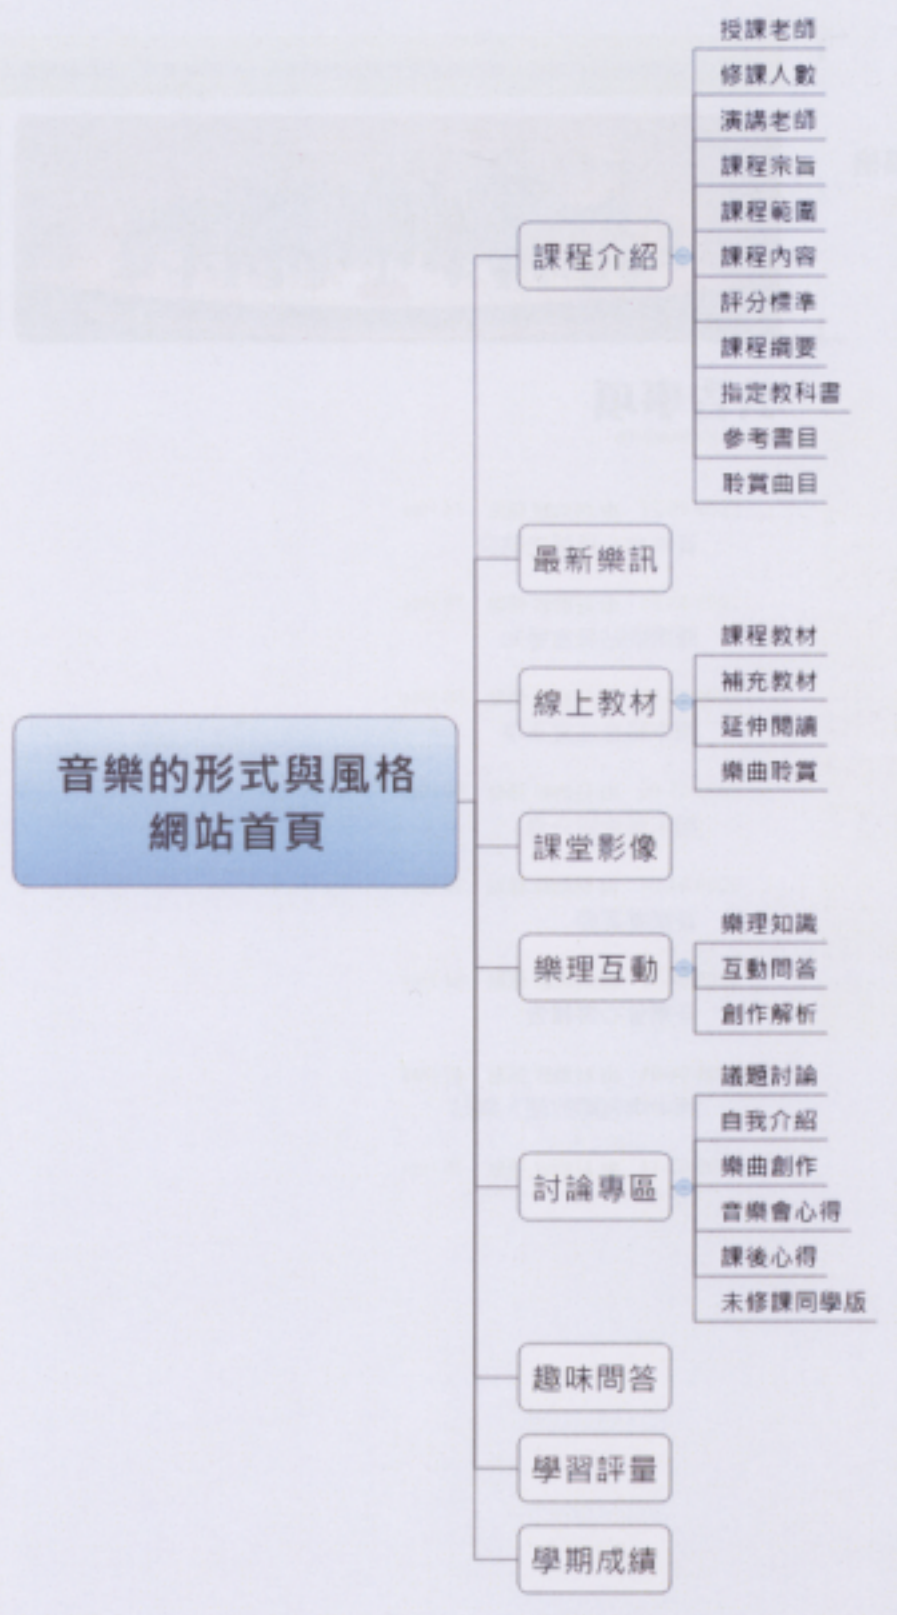 音樂的形式與風格
網站首頁
課程介紹
授課老師
修課人數
演講老師
課程宗旨
課程範圍
課程內容
評分標準
課程綱要
指定教科書
參考書目
聆賞曲目
最新樂訊
線上教材
課程教材
補充教材
延伸閱讀
樂曲聆賞
課堂影像
樂理互動
樂理知識
互動問答
創作解析
討論專區
議題討論
自我介紹
樂曲創作
音樂會心得
課後心得
未修課同學版
趣味問答
學習評量
學期成績